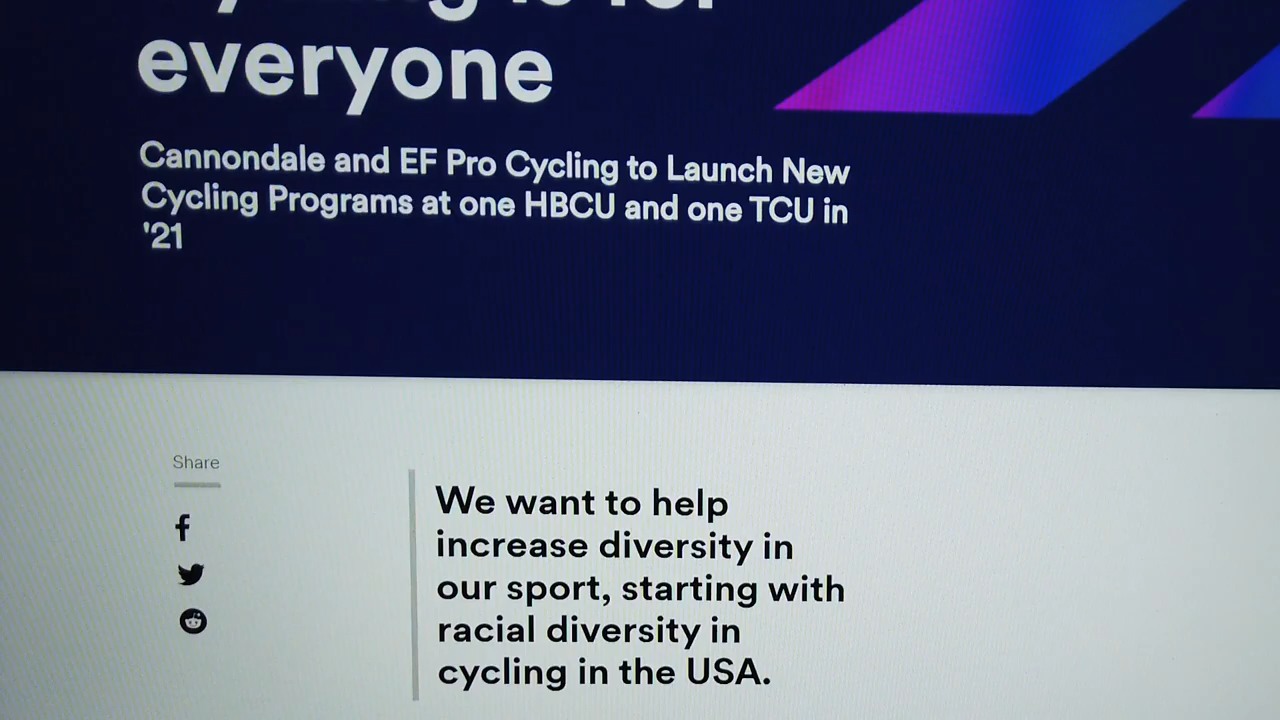 everyone
Cannondale and EF Pro Cycling to Launch New
Cycling Programs at one HBCU and one TCU in
'21
Share
We want to help
increase diversity in
our sport, starting with
racial diversity in
cycling in the USA.